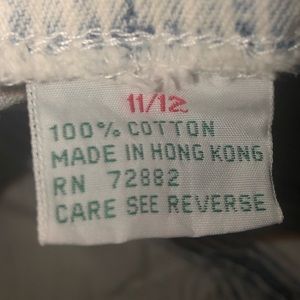 11/12
100% COTTON
MADE IN HONG KONG
RN 72882
CARE SEE REVERSE